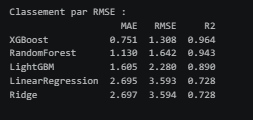 Classement par RMSE :
MAE RMSE R2
XGBoost 0.751 1.308 0.964
RandomForest 1.130 1.642 0.943
LightGBM 1.605 2.280 0.890
LinearRegression 2.695 3.593 0.728
Ridge 2.697 3.594 0.728